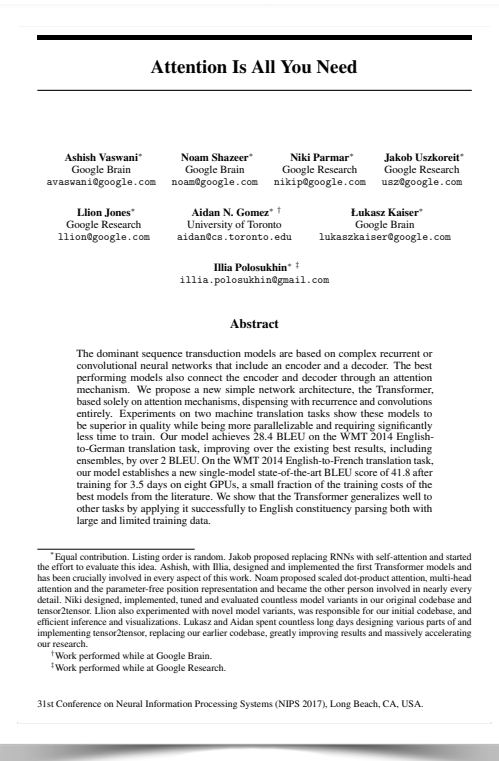 Attention Is All You Need
Ashish Vaswani* Noam Shazeer* Niki Parmar* Jakob Uszkoreit*
Google Brain Google Brain Google Research Google Research
avaswani@google.com noam@google.com nikip@google.com usz@google.com
Llion Jones* Aidan N. Gomez* † Łukasz Kaiser*
Google Research University of Toronto Google Brain
llion@google.com aidan@cs.toronto.edu lukaszkaiser@google.com
Illia Polosukhin* ‡
illia.polosukhin@gmail.com
Abstract
The dominant sequence transduction models are based on complex recurrent or
convolutional neural networks that include an encoder and a decoder. The best
performing models also connect the encoder and decoder through an attention
mechanism. We propose a new simple network architecture, the Transformer,
based solely on attention mechanisms, dispensing with recurrence and convolutions
entirely. Experiments on two machine translation tasks show these models to
be superior in quality while being more parallelizable and requiring significantly
less time to train. Our model achieves 28.4 BLEU on the WMT 2014 English-
to-German translation task, improving over the existing best results, including
ensembles, by over 2 BLEU. On the WMT 2014 English-to-French translation task,
our model establishes a new single-model state-of-the-art BLEU score of 41.8 after
training for 3.5 days on eight GPUs, a small fraction of the training costs of the
best models from the literature. We show that the Transformer generalizes well to
other tasks by applying it successfully to English constituency parsing both with
large and limited training data.
*Equal contribution. Listing order is random. Jakob proposed replacing RNNs with self-attention and started
the effort to evaluate this idea. Ashish, with Illia, designed and implemented the first Transformer models and
has been crucially involved in every aspect of this work. Noam proposed scaled dot-product attention, multi-head
attention and the parameter-free position representation and became the other person involved in nearly every
detail. Niki designed, implemented, tuned and evaluated countless model variants in our original codebase and
tensor2tensor. Llion also experimented with novel model variants, was responsible for our initial codebase, and
efficient inference and visualizations. Lukasz and Aidan spent countless long days designing various parts of and
implementing tensor2tensor, replacing our earlier codebase, greatly improving results and massively accelerating
our research.
†Work performed while at Google Brain.
‡Work performed while at Google Research.
31st Conference on Neural Information Processing Systems (NIPS 2017), Long Beach, CA, USA.